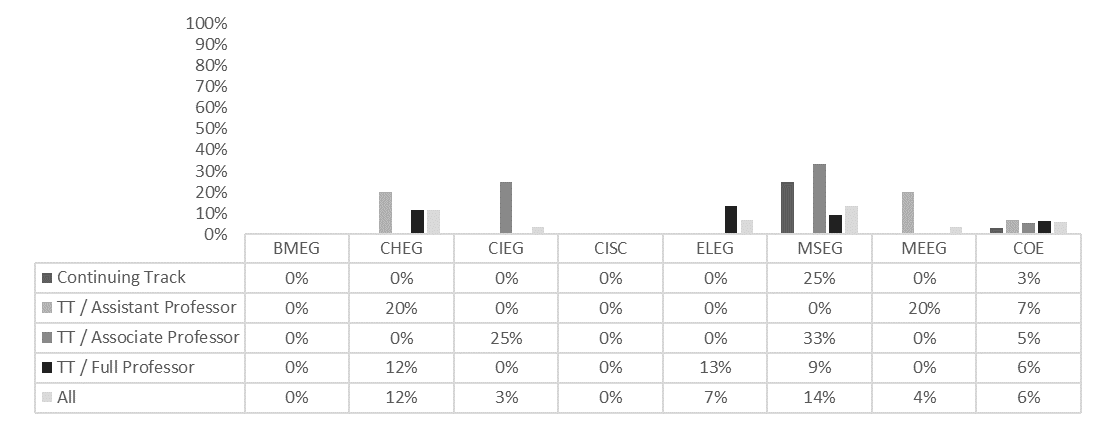 100%
90%
80%
70%
60%
50%
40%
30%
20%
10%
0%
BMEG CHEG CIEG CISC ELEG MSEG MEEG COE
Continuing Track 0% 0% 0% 0% 0% 25% 0% 3%
TT / Assistant Professor 0% 20% 0% 0% 0% 0% 20% 7%
TT / Associate Professor 0% 0% 25% 0% 0% 33% 0% 5%
TT / Full Professor 0% 12% 0% 0% 13% 9% 0% 6%
All 0% 12% 3% 0% 7% 14% 4% 6%